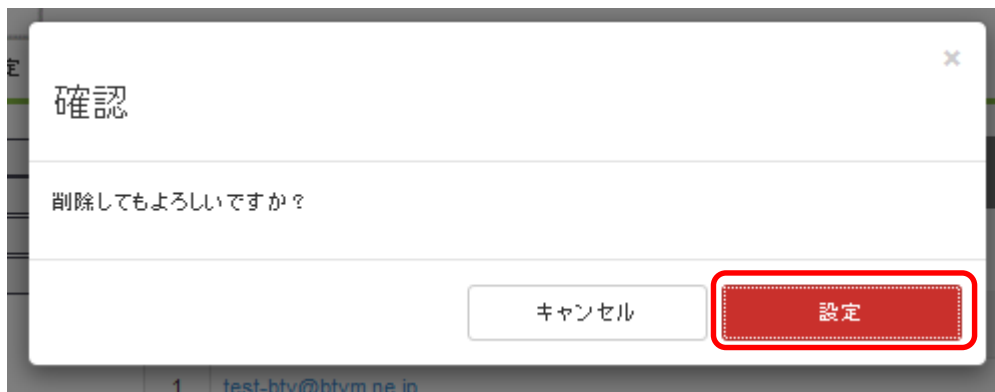 定
×
確認
削除してもよろしいですか？
キャンセル
設定
1 test-bty@btvm.ne.jp